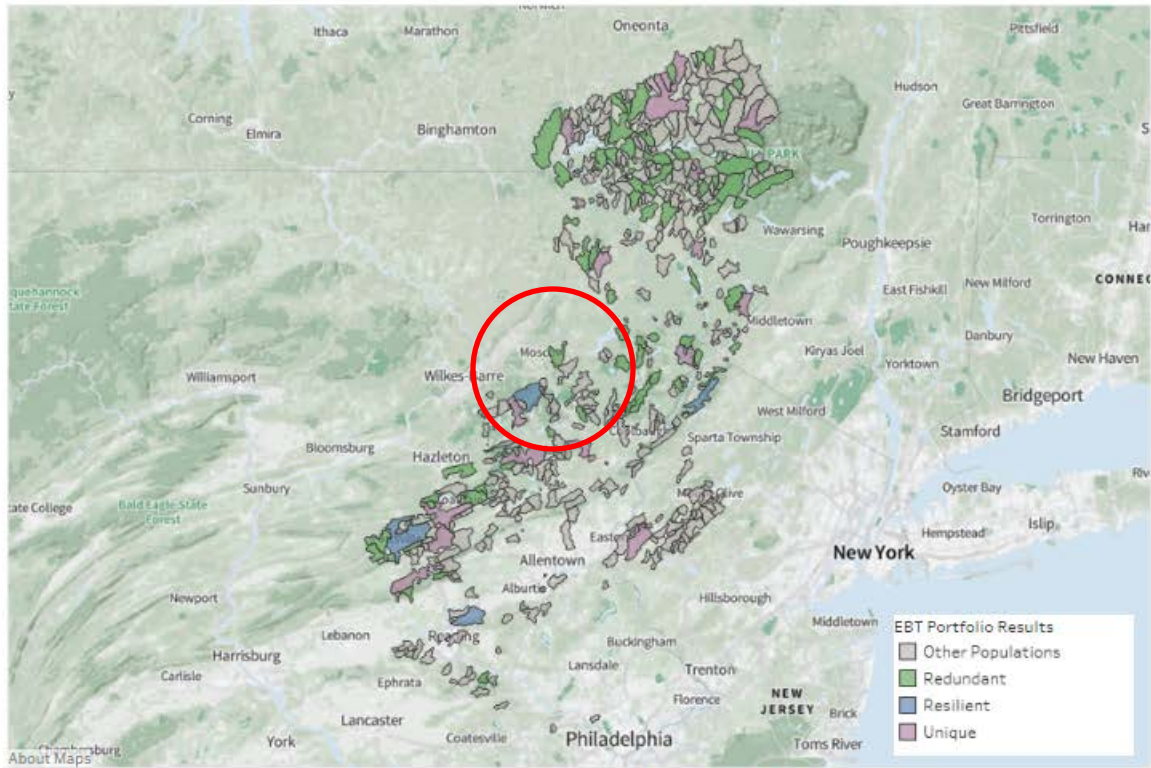 Ithaca
Marathon
Oneonta
Pittsfield
Hudson
Great Barrington
Corning
Elmira
Binghamton
PARK
Torrington
Wawarsing
Poughkeepsie
East Fishkill
New Milford
CONNEC
Danbury
Middletown
Kiryas Joel
Yorktown
New Haven
Williamsport
Wilkes-Barre
Bridgeport
West Milford
Stamford
Sparta Township
Bloomsburg
Hazleton
Sunbury
Oyster Bay
ate College
Bald Eagle State
Forest
Hempstead
Islip
New York
Allentown
Newport
Hillsborough
Middletown
Lebanon
Harrisburg
Buckingham
Trenton
Carlisle
Ephrata
Lansdale
Florence
NEW
JERSEY
Brick
Lancaster
York
Coatesville
Philadelphia
Toms River
About Maps
EBT Portfolio Results
Other Populations
Redundant
Resilient
Unique